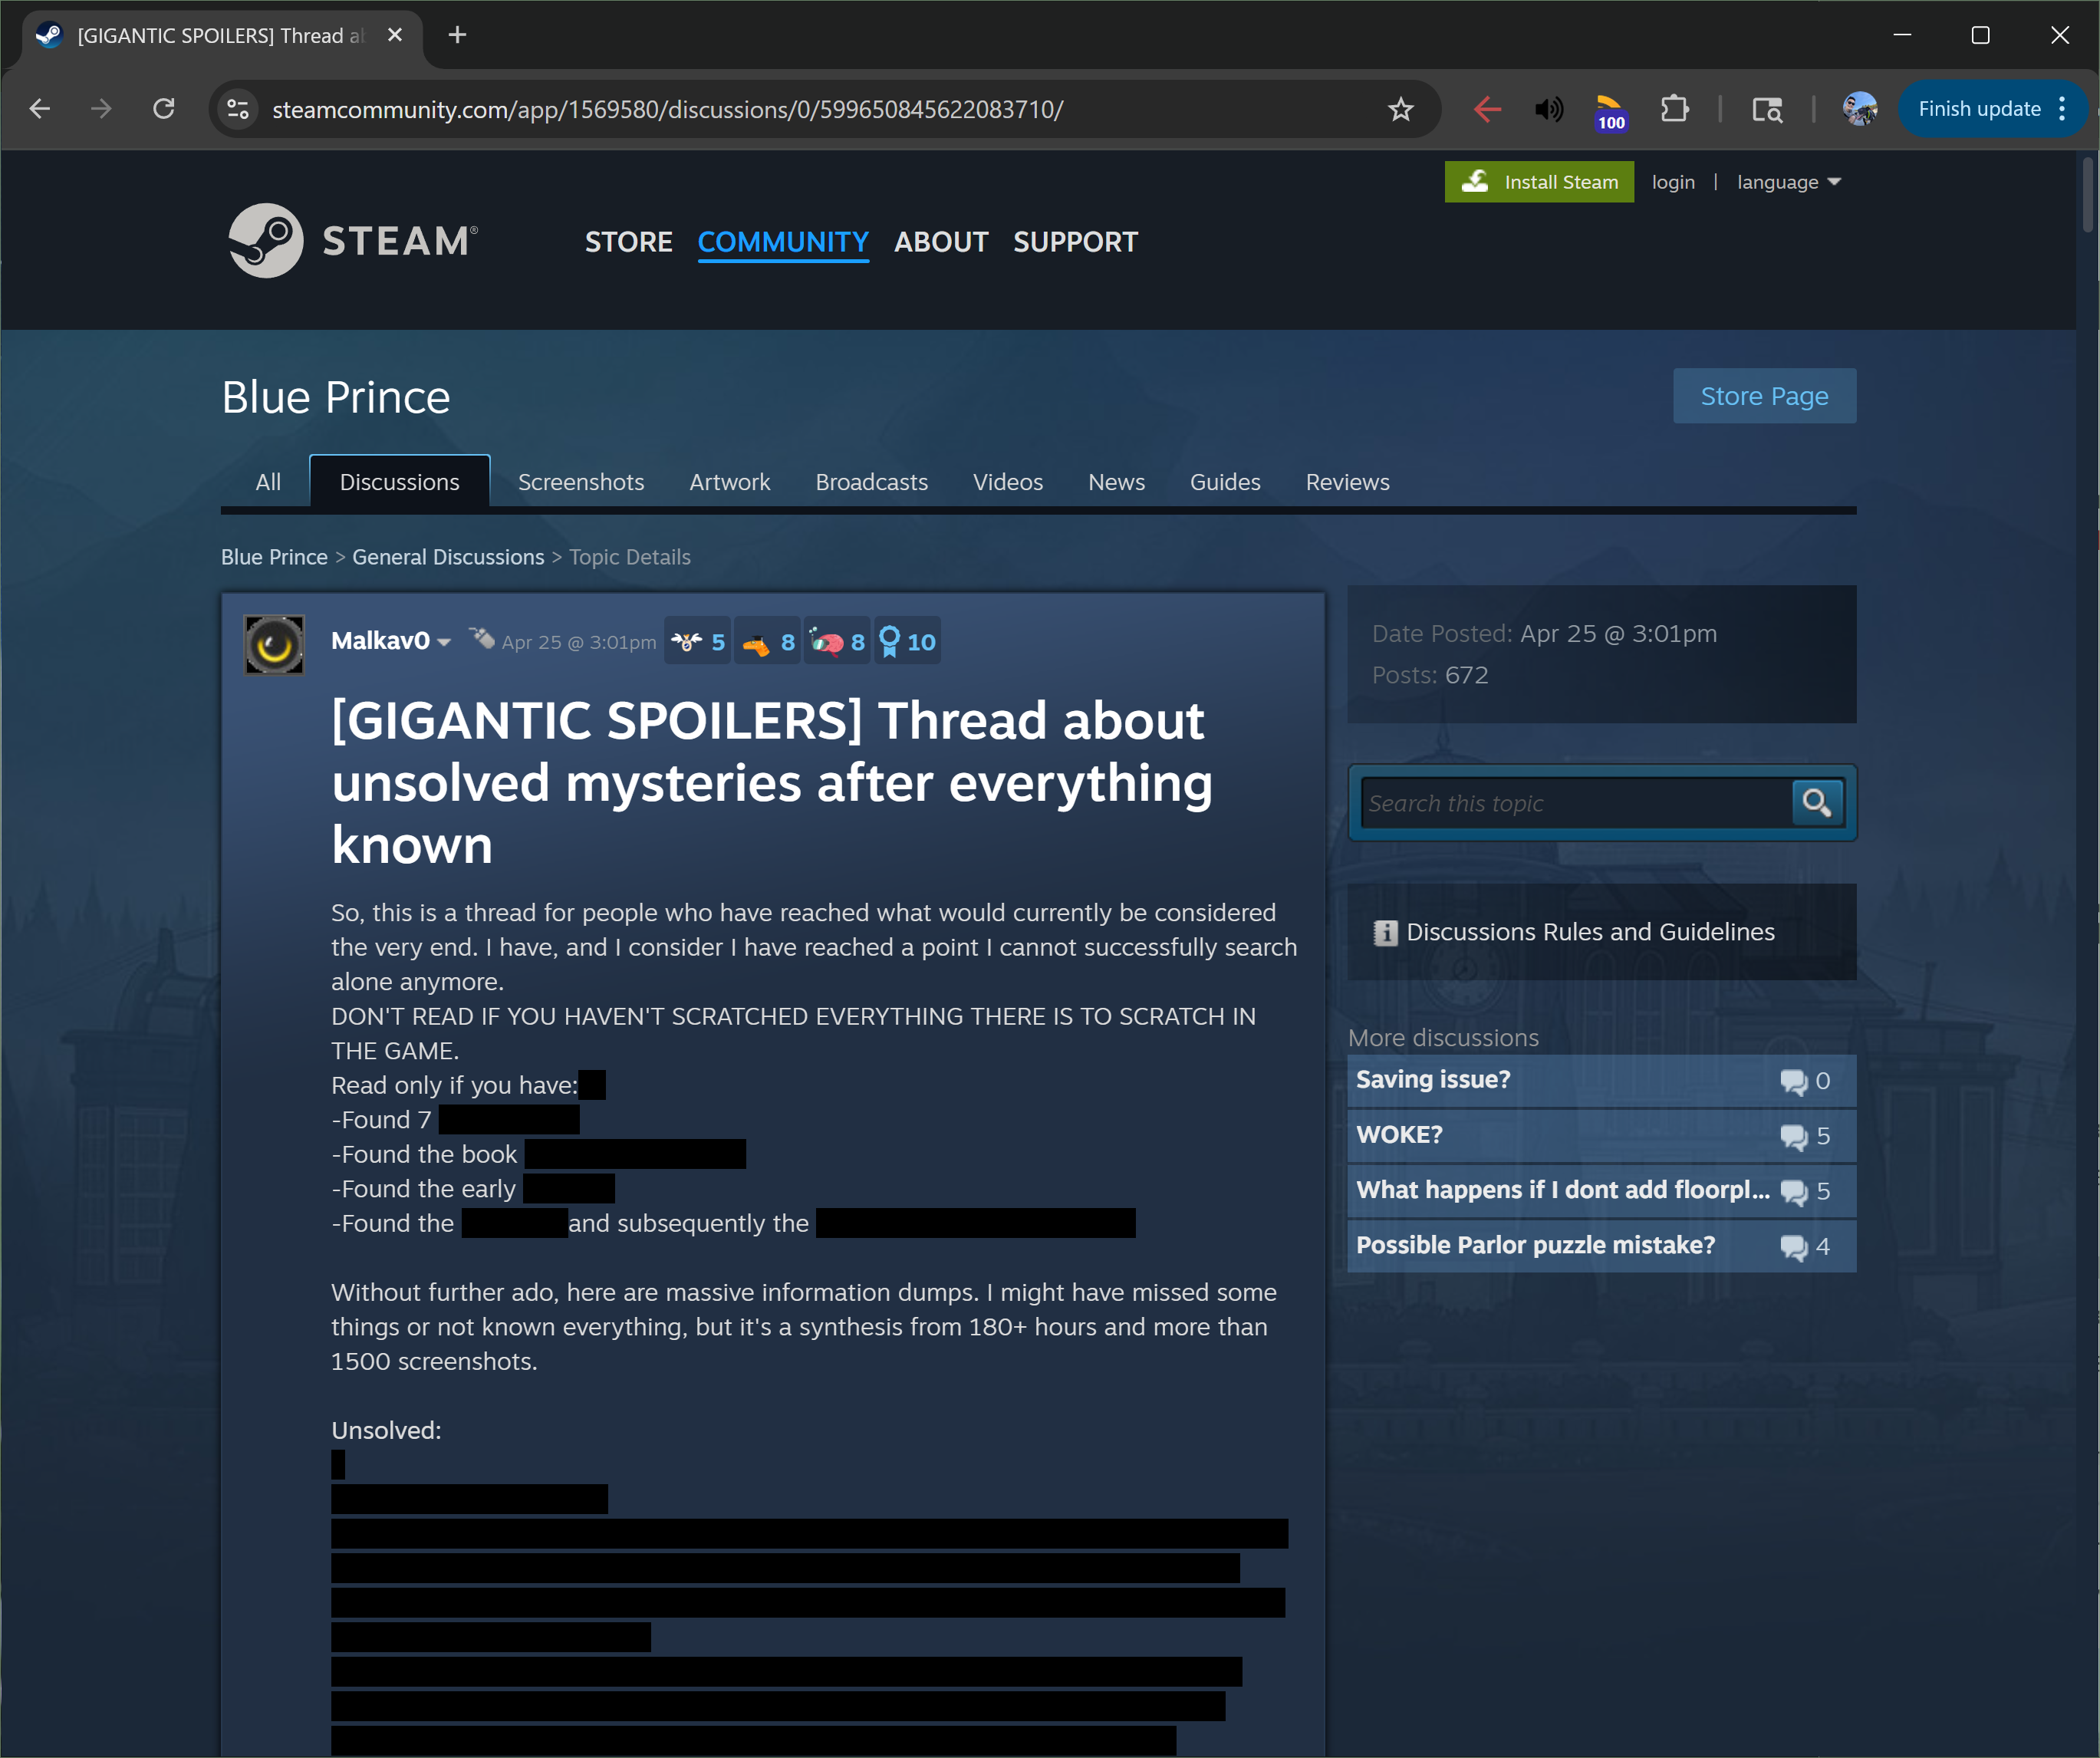 [GIGANTIC SPOILERS] Thread ab
steamcommunity.com/app/1569580/discussions/0/599650845622083710/
100
Finish update
Install Steam
login | language
STEAM®
STORE COMMUNITY ABOUT SUPPORT
Blue Prince
Store Page
All Discussions Screenshots Artwork Broadcasts Videos News Guides Reviews
Blue Prince > General Discussions > Topic Details
Malkav0 Apr 25 @ 3:01pm 5 8 8 10
[GIGANTIC SPOILERS] Thread about
unsolved mysteries after everything
known
So, this is a thread for people who have reached what would currently be considered
the very end. I have, and I consider I have reached a point I cannot successfully search
alone anymore.
DON'T READ IF YOU HAVEN'T SCRATCHED EVERYTHING THERE IS TO SCRATCH IN
THE GAME.
Read only if you have:
-Found 7
-Found the book
-Found the early
-Found the and subsequently the
Without further ado, here are massive information dumps. I might have missed some
things or not known everything, but it's a synthesis from 180+ hours and more than
1500 screenshots.
Unsolved:
Date Posted: Apr 25 @ 3:01pm
Posts: 672
Search this topic
Discussions Rules and Guidelines
More discussions
Saving issue? 0
WOKE? 5
What happens if I dont add floorpl... 5
Possible Parlor puzzle mistake? 4